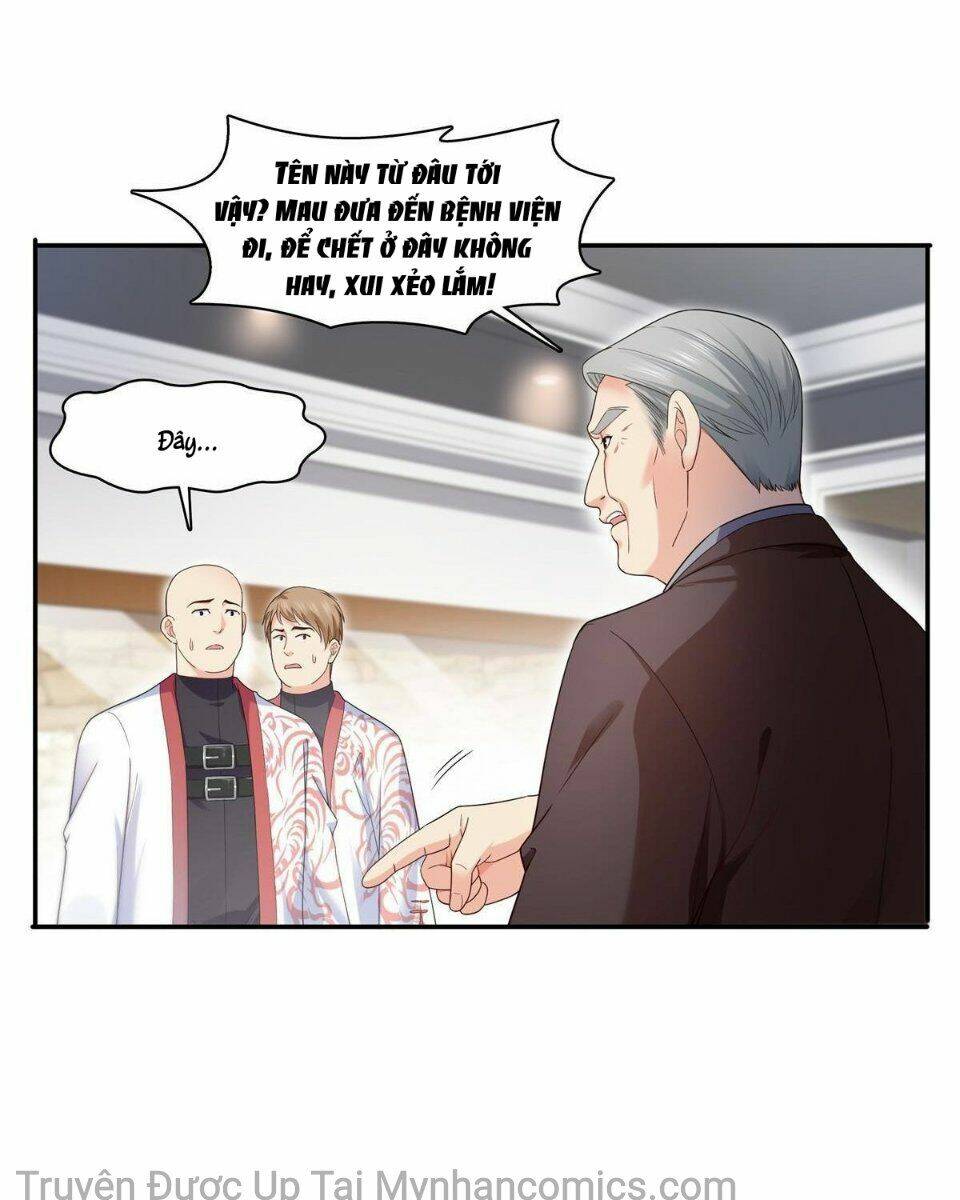 TÊN NÀY TỪ ĐÂU TỚI
VẬY? MAU ĐƯA ĐẾN BỆNH VIỆN
ĐI, ĐỂ CHẾT Ở ĐÂY KHÔNG
HAY, XUI XẺO LẮM!
Đây...
Truyện Được Up Tại Mynhancomics.com